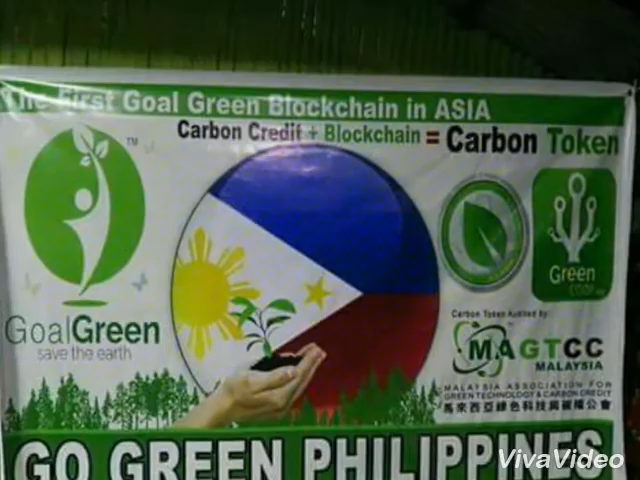 The First Goal Green Blockchain in ASIA
Carbon Credit + Blockchain = Carbon Token
TM
GoalGreen
save the earth
Green
Carbon Token Audited by:
MAGTCC
MALAYSIA
MALAYSIA ASSOCIATION FOR
GREEN TECHNOLOGY & CARBON CREDIT
馬來西亞綠色科技與碳權公會
GO GREEN PHILIPPINES
VivaVideo